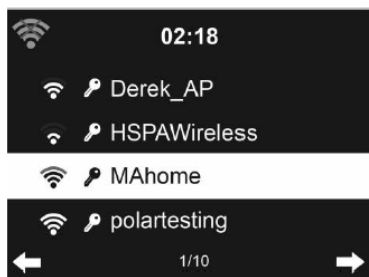 02:18
Derek_AP
HSPAWireless
MAhome
polartesting
1/10